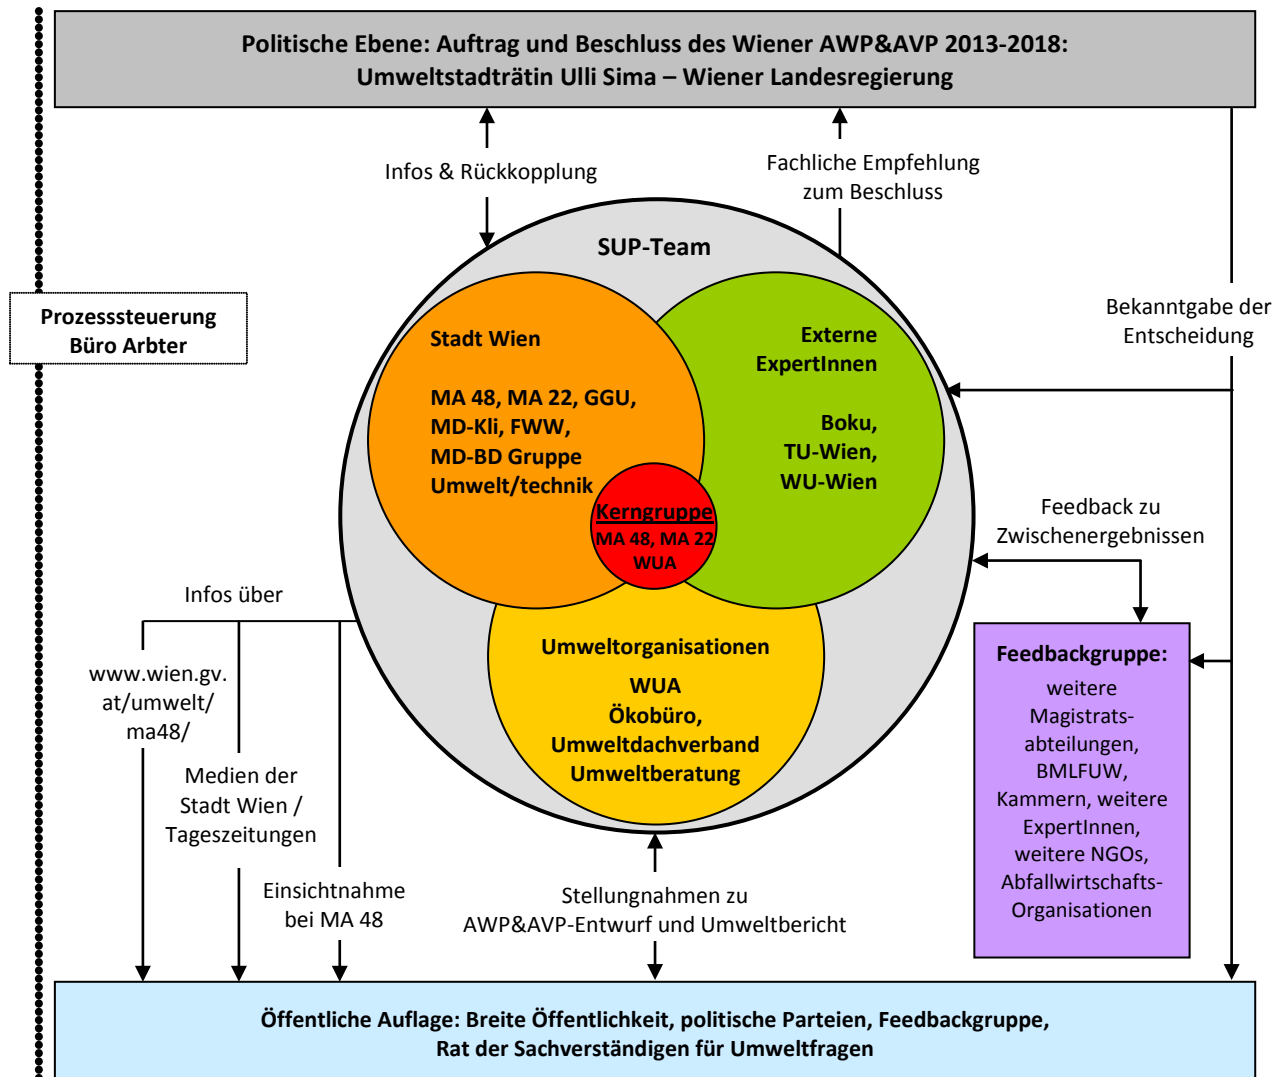 Politische Ebene: Auftrag und Beschluss des Wiener AWP&AVP 2013-2018:
Umweltstadträtin Ulli Sima – Wiener Landesregierung
Infos & Rückkopplung
Fachliche Empfehlung
zum Beschluss
SUP-Team
Prozesssteuerung
Büro Arbter
Stadt Wien
MA 48, MA 22, GGU,
MD-Kli, FWW,
MD-BD Gruppe
Umwelt/technik
Externe
ExpertInnen
Boku,
TU-Wien,
WU-Wien
Bekanntgabe der
Entscheidung
Kerngruppe
MA 48, MA 22
WUA
Feedback zu
Zwischenergebnissen
Infos über
www.wien.gv.
at/umwelt/
ma48/
Medien der
Stadt Wien /
Tageszeitungen
Einsichtnahme
bei MA 48
Umweltorganisationen
WUA
Ökobüro,
Umweltdachverband
Umweltberatung
Feedbackgruppe:
weitere
Magistrats-
abteilungen,
BMLFUW,
Kammern, weitere
ExpertInnen,
weitere NGOs,
Abfallwirtschafts-
Organisationen
Stellungnahmen zu
AWP&AVP-Entwurf und Umweltbericht
Öffentliche Auflage: Breite Öffentlichkeit, politische Parteien, Feedbackgruppe,
Rat der Sachverständigen für Umweltfragen